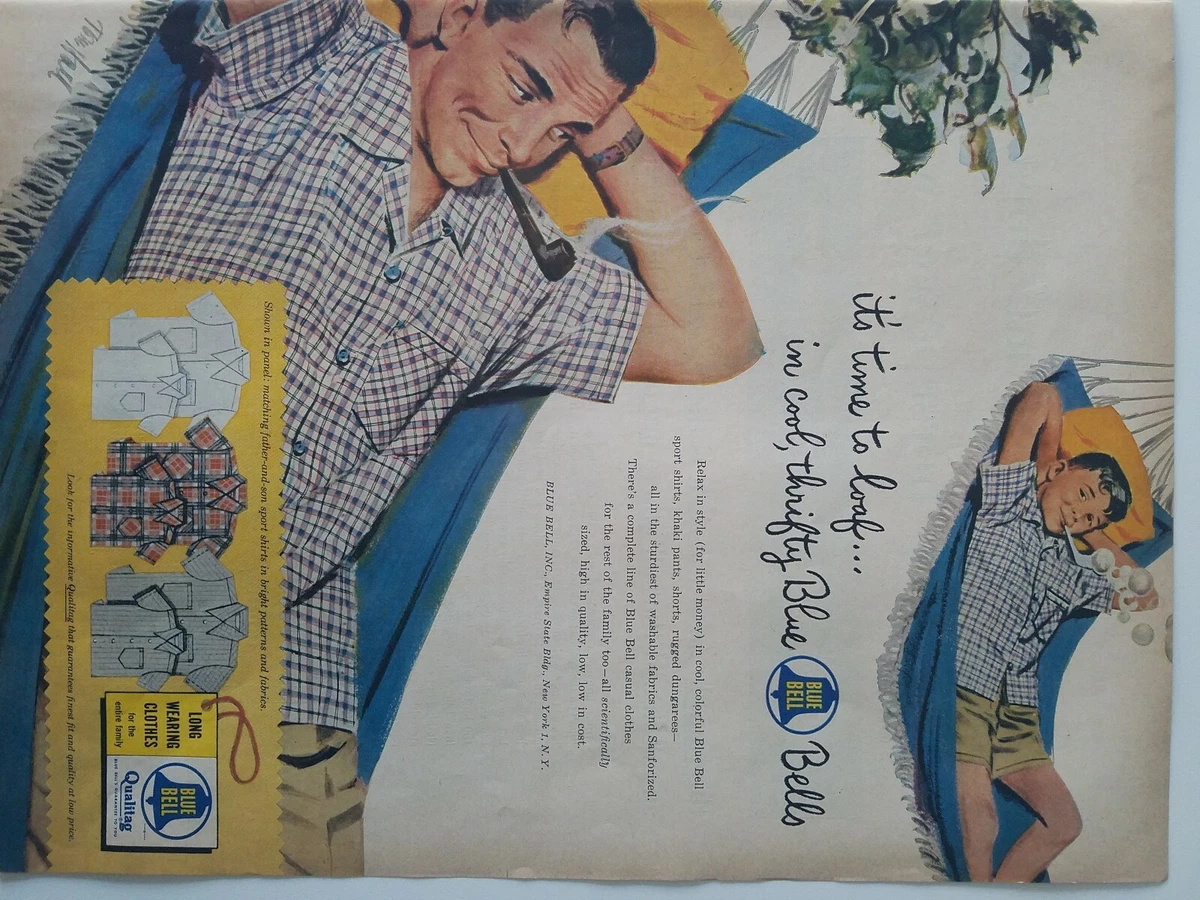 it's time to loaf...
in cool, thrifty Blue BLUE BELL Bells
Relax in style (for little money) in cool, colorful Blue Bell
sport shirts, khaki pants, shorts, rugged dungarees—
all in the sturdiest of washable fabrics and Sanforized.
There's a complete line of Blue Bell casual clothes
for the rest of the family too—all scientifically
sized, high in quality, low, low in cost.
BLUE BELL, INC., Empire State Bldg., New York 1, N. Y.
Shown in panel: matching father-and-son sport shirts in bright patterns and fabrics.
LONG
WEARING
CLOTHES
for the
entire family
BLUE
BELL
Qualitag
BLUE BELL'S GUARANTEE TO YOU
Look for the informative Qualitag that guarantees finest fit and quality at low price.